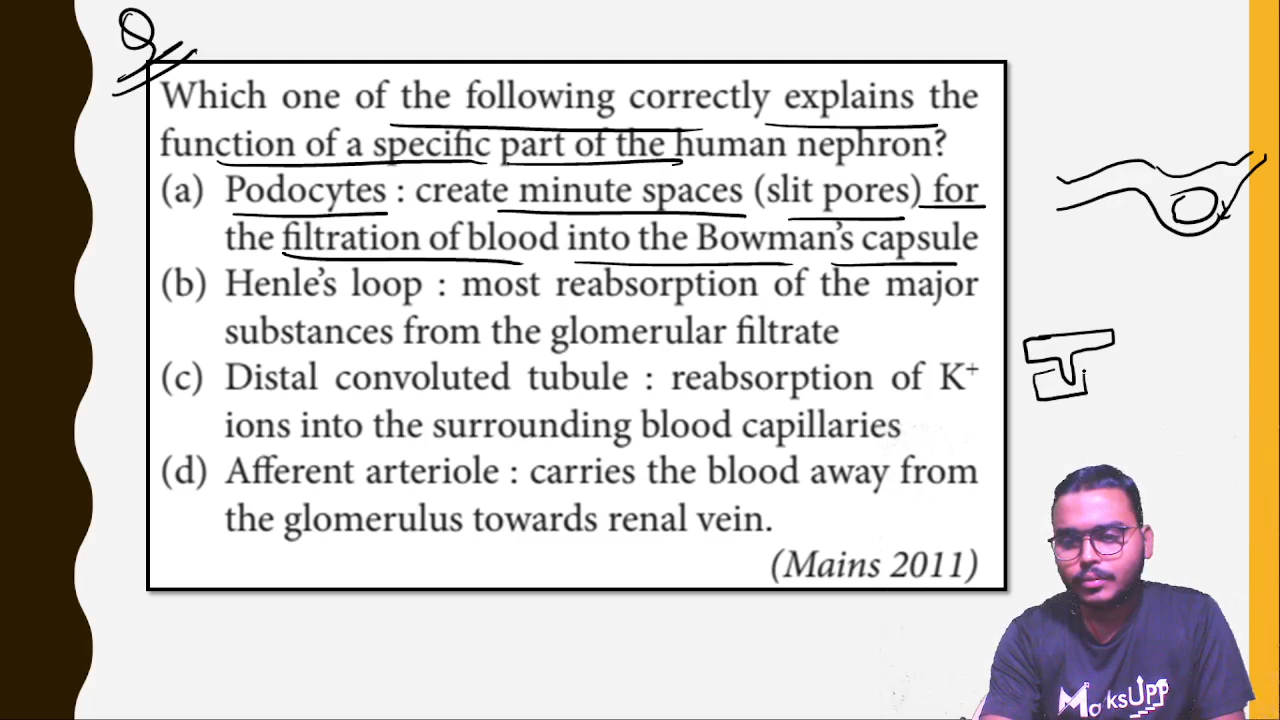 Q
Which one of the following correctly explains the
function of a specific part of the human nephron?
(a) Podocytes : create minute spaces (slit pores) for
the filtration of blood into the Bowman's capsule
(b) Henle's loop : most reabsorption of the major
substances from the glomerular filtrate
(c) Distal convoluted tubule : reabsorption of K⁺
ions into the surrounding blood capillaries
(d) Afferent arteriole : carries the blood away from
the glomerulus towards renal vein.
(Mains 2011)
MarksUPP